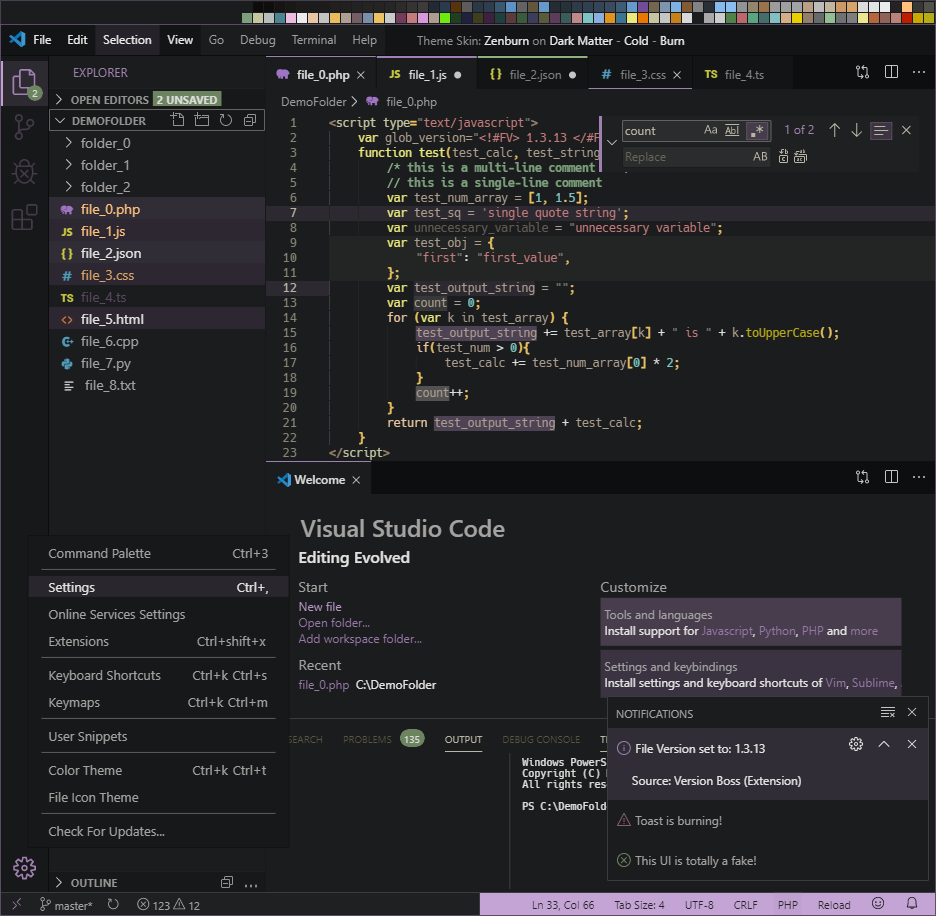 File Edit Selection View Go Debug Terminal Help Theme Skin: Zenburn on Dark Matter - Cold - Burn
2
EXPLORER
OPEN EDITORS 2 UNSAVED
DEMOFOLDER
folder_0
folder_1
folder_2
file_0.php
JS file_1.js
{} file_2.json
# file_3.css
TS file_4.ts
<> file_5.html
file_6.cpp
file_7.py
file_8.txt
OUTLINE
file_0.php × JS file_1.js ● {} file_2.json ● # file_3.css × TS file_4.ts
DemoFolder > file_0.php
1 <script type="text/javascript">
2 var glob_version="<!#FV> 1.3.13 </#F
3 function test(test_calc, test_string
4 /* this is a multi-line comment
5 // this is a single-line comment
6 var test_num_array = [1, 1.5];
7 var test_sq = 'single quote string';
8 var unnecessary_variable = "unnecessary variable";
9 var test_obj = {
10 "first": "first_value",
11 };
12 var test_output_string = "";
13 var count = 0;
14 for (var k in test_array) {
15 test_output_string += test_array[k] + " is " + k.toUpperCase();
16 if(test_num > 0){
17 test_calc += test_num_array[0] * 2;
18 }
19 count++;
20 }
21 return test_output_string + test_calc;
22 }
23 </script>
count Aa Abl .* 1 of 2
Replace AB
Welcome ×
Visual Studio Code
Editing Evolved
Start
New file
Open folder...
Add workspace folder...
Recent
file_0.php C:\DemoFolder
Customize
Tools and languages
Install support for Javascript, Python, PHP and more
Settings and keybindings
Install settings and keyboard shortcuts of Vim, Sublime,
Command Palette Ctrl+3
Settings Ctrl+,
Online Services Settings
Extensions Ctrl+shift+x
Keyboard Shortcuts Ctrl+k Ctrl+s
Keymaps Ctrl+k Ctrl+m
User Snippets
Color Theme Ctrl+k Ctrl+t
File Icon Theme
Check For Updates...
SEARCH PROBLEMS 135 OUTPUT DEBUG CONSOLE
Windows PowerS
Copyright (C)
All rights res
PS C:\DemoFold
NOTIFICATIONS
File Version set to: 1.3.13
Source: Version Boss (Extension)
Toast is burning!
This UI is totally a fake!
master* 123 12 Ln 33, Col 66 Tab Size: 4 UTF-8 CRLF PHP Reload